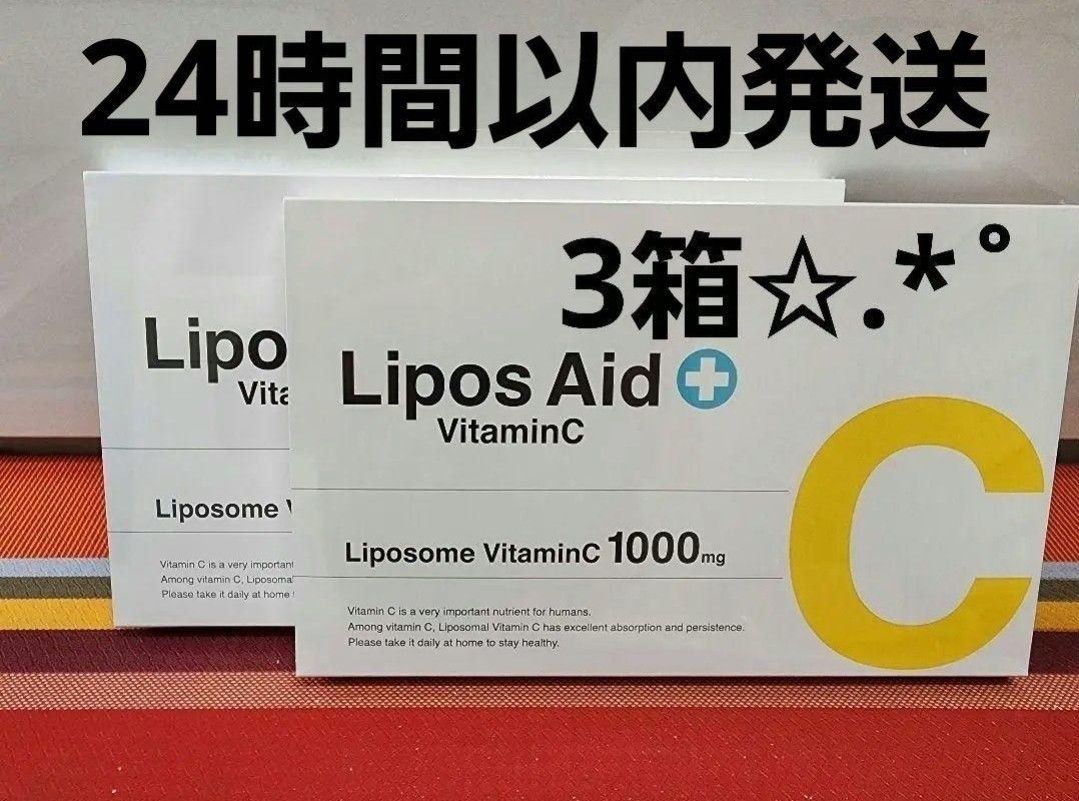 24時間以内発送
3箱☆.*ﾟ
Lipo
Vita
Liposome V
Vitamin C is a very important
Among vitamin C, Liposoma
Please take it daily at home
Lipos Aid
VitaminC
C
Liposome VitaminC 1000mg
Vitamin C is a very important nutrient for humans.
Among vitamin C, Liposomal Vitamin C has excellent absorption and persistence.
Please take it daily at home to stay healthy.